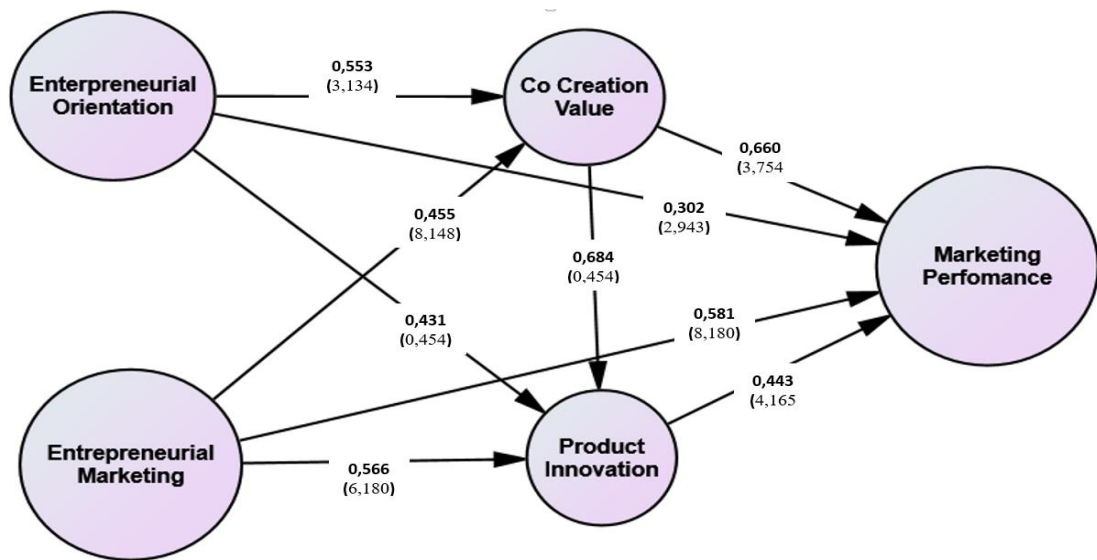 Enterpreneurial
Orientation
0,553
(3,134)
Co Creation
Value
0,660
(3,754
0,455
(8,148)
0,302
(2,943)
0,684
(0,454)
Marketing
Perfomance
0,431
(0,454)
0,581
(8,180)
0,443
(4,165
Entrepreneurial
Marketing
0,566
(6,180)
Product
Innovation